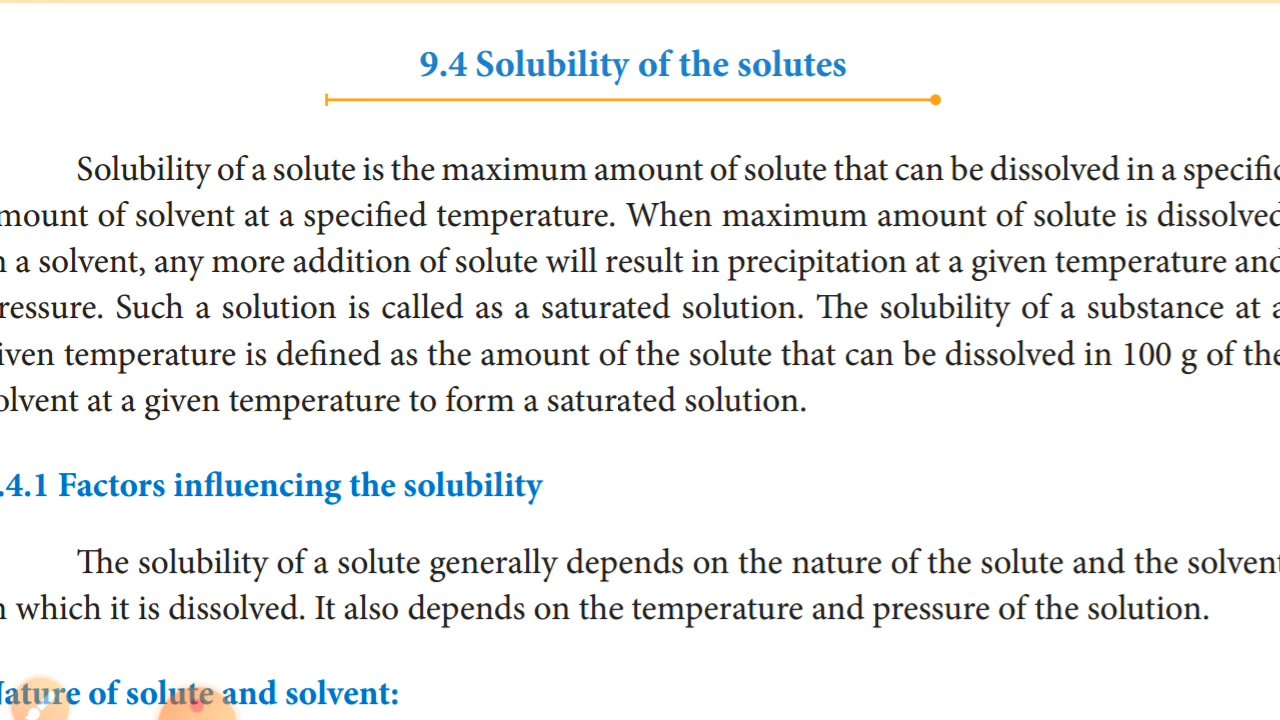 9.4 Solubility of the solutes
Solubility of a solute is the maximum amount of solute that can be dissolved in a specific
mount of solvent at a specified temperature. When maximum amount of solute is dissolved
n a solvent, any more addition of solute will result in precipitation at a given temperature and
ressure. Such a solution is called as a saturated solution. The solubility of a substance at a
iven temperature is defined as the amount of the solute that can be dissolved in 100 g of the
olvent at a given temperature to form a saturated solution.
.4.1 Factors influencing the solubility
The solubility of a solute generally depends on the nature of the solute and the solvent
n which it is dissolved. It also depends on the temperature and pressure of the solution.
Nature of solute and solvent: